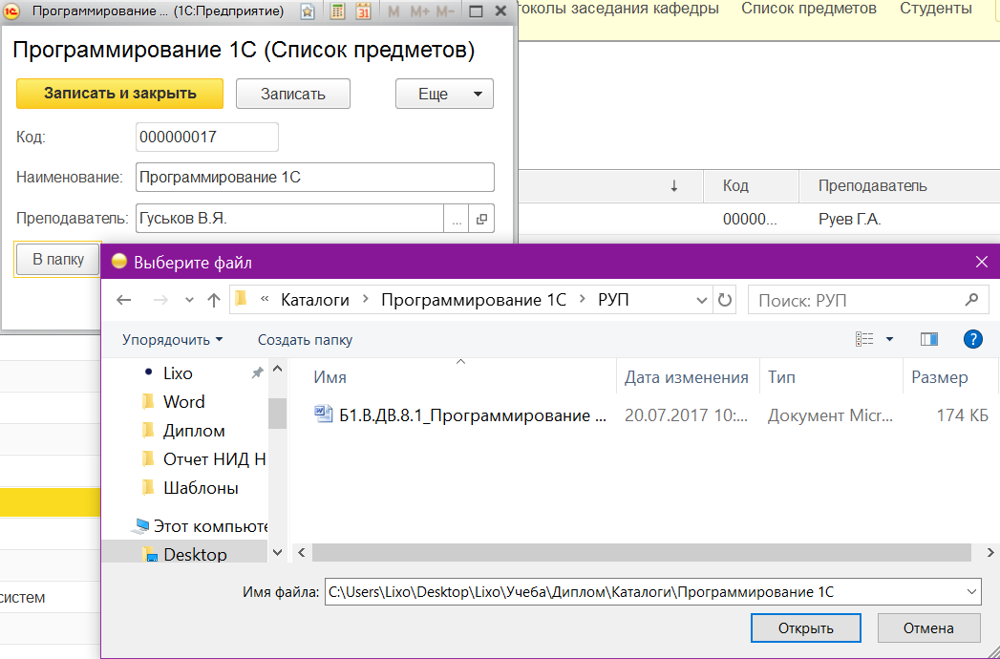 Программирование ... (1С:Предприятие)
M M+ M-
токолы заседания кафедры Список предметов Студенты
Программирование 1С (Список предметов)
Записать и закрыть Записать Еще
Код: 000000017
Наименование: Программирование 1С
Код Преподаватель
Преподаватель: Гуськов В.Я. ...
00000... Руев Г.А.
В папку
Выберите файл
« Каталоги > Программирование 1С > РУП
Поиск: РУП
Упорядочить Создать папку
Lixo
Word
Диплом
Отчет НИД Н
Шаблоны
Этот компьюте
Desktop
Имя Дата изменения Тип Размер
Б1.В.ДВ.8.1_Программирование ... 20.07.2017 10:... Документ Micr... 174 КБ
систем
Имя файла: C:\Users\Lixo\Desktop\Lixo\Учеба\Диплом\Каталоги\Программирование 1С
Открыть Отмена